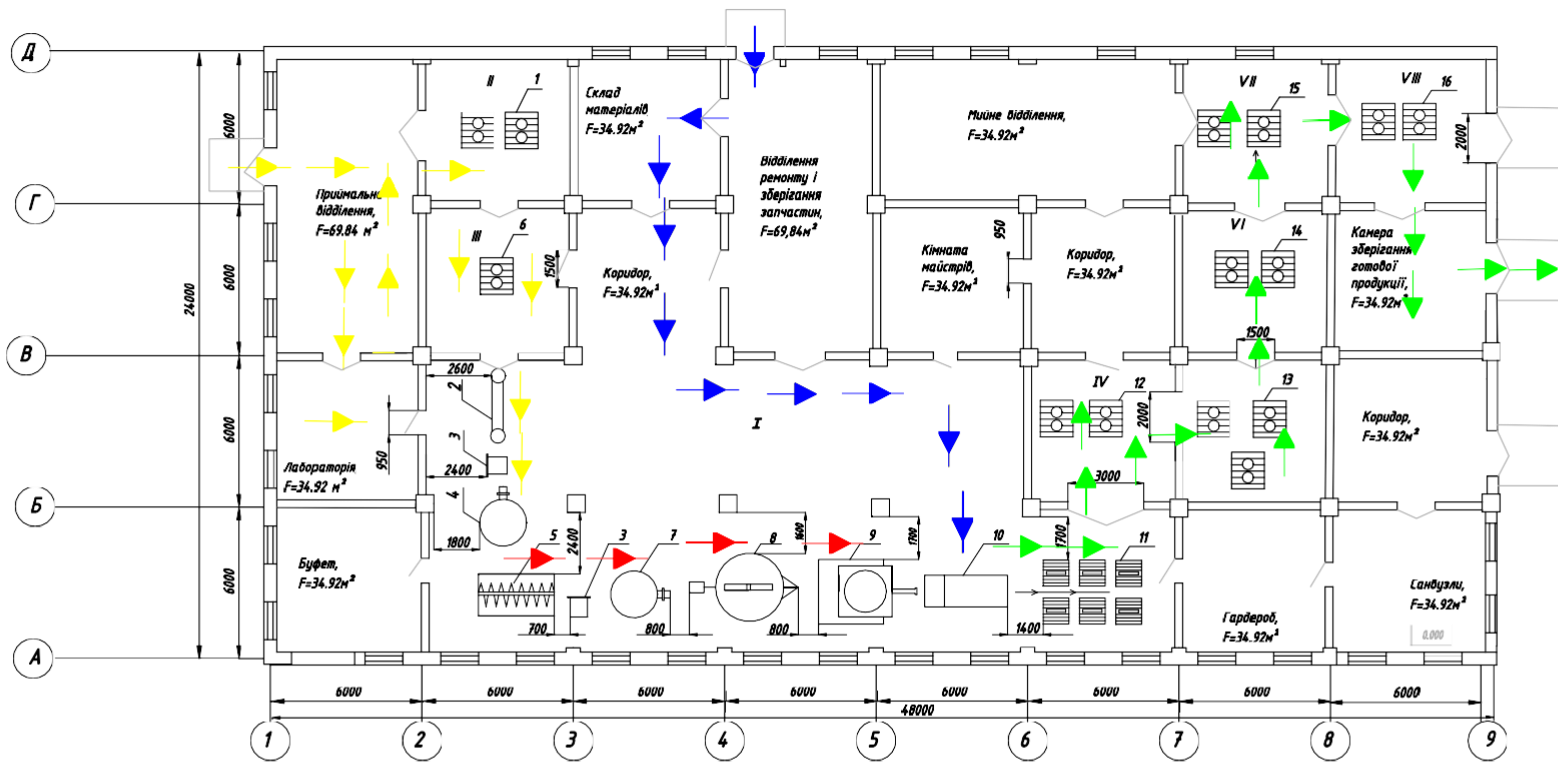 Д
Г
В
Б
А
24000
6000
6000
6000
6000
II
1
Склад
матеріалів
F=34.92м²
Мийне відділення,
F=34.92м²
VII
15
VIII
16
2000
Приймальне
відділення,
F=69.84 м²
III
6
1500
Коридор,
F=34.92м²
Відділення
ремонту і
зберігання
запчастин,
F=69,84м²
Кімната
майстрів,
F=34.92м²
950
Коридор,
F=34.92м²
VI
14
Камера
зберігання
готової
продукції,
F=34.92м²
1500
2600
2
3
2400
950
4
1800
Лабораторія
F=34.92 м²
I
IV
12
2000
13
3000
Коридор,
F=34.92м²
Буфет,
F=34.92м²
5
2400
3
7
1600
8
1700
9
10
1700
11
700
800
800
1400
Гардероб,
F=34.92м²
Санвузли,
F=34.92м²
0.000
6000
6000
6000
6000
6000
6000
6000
6000
48000
1
2
3
4
5
6
7
8
9